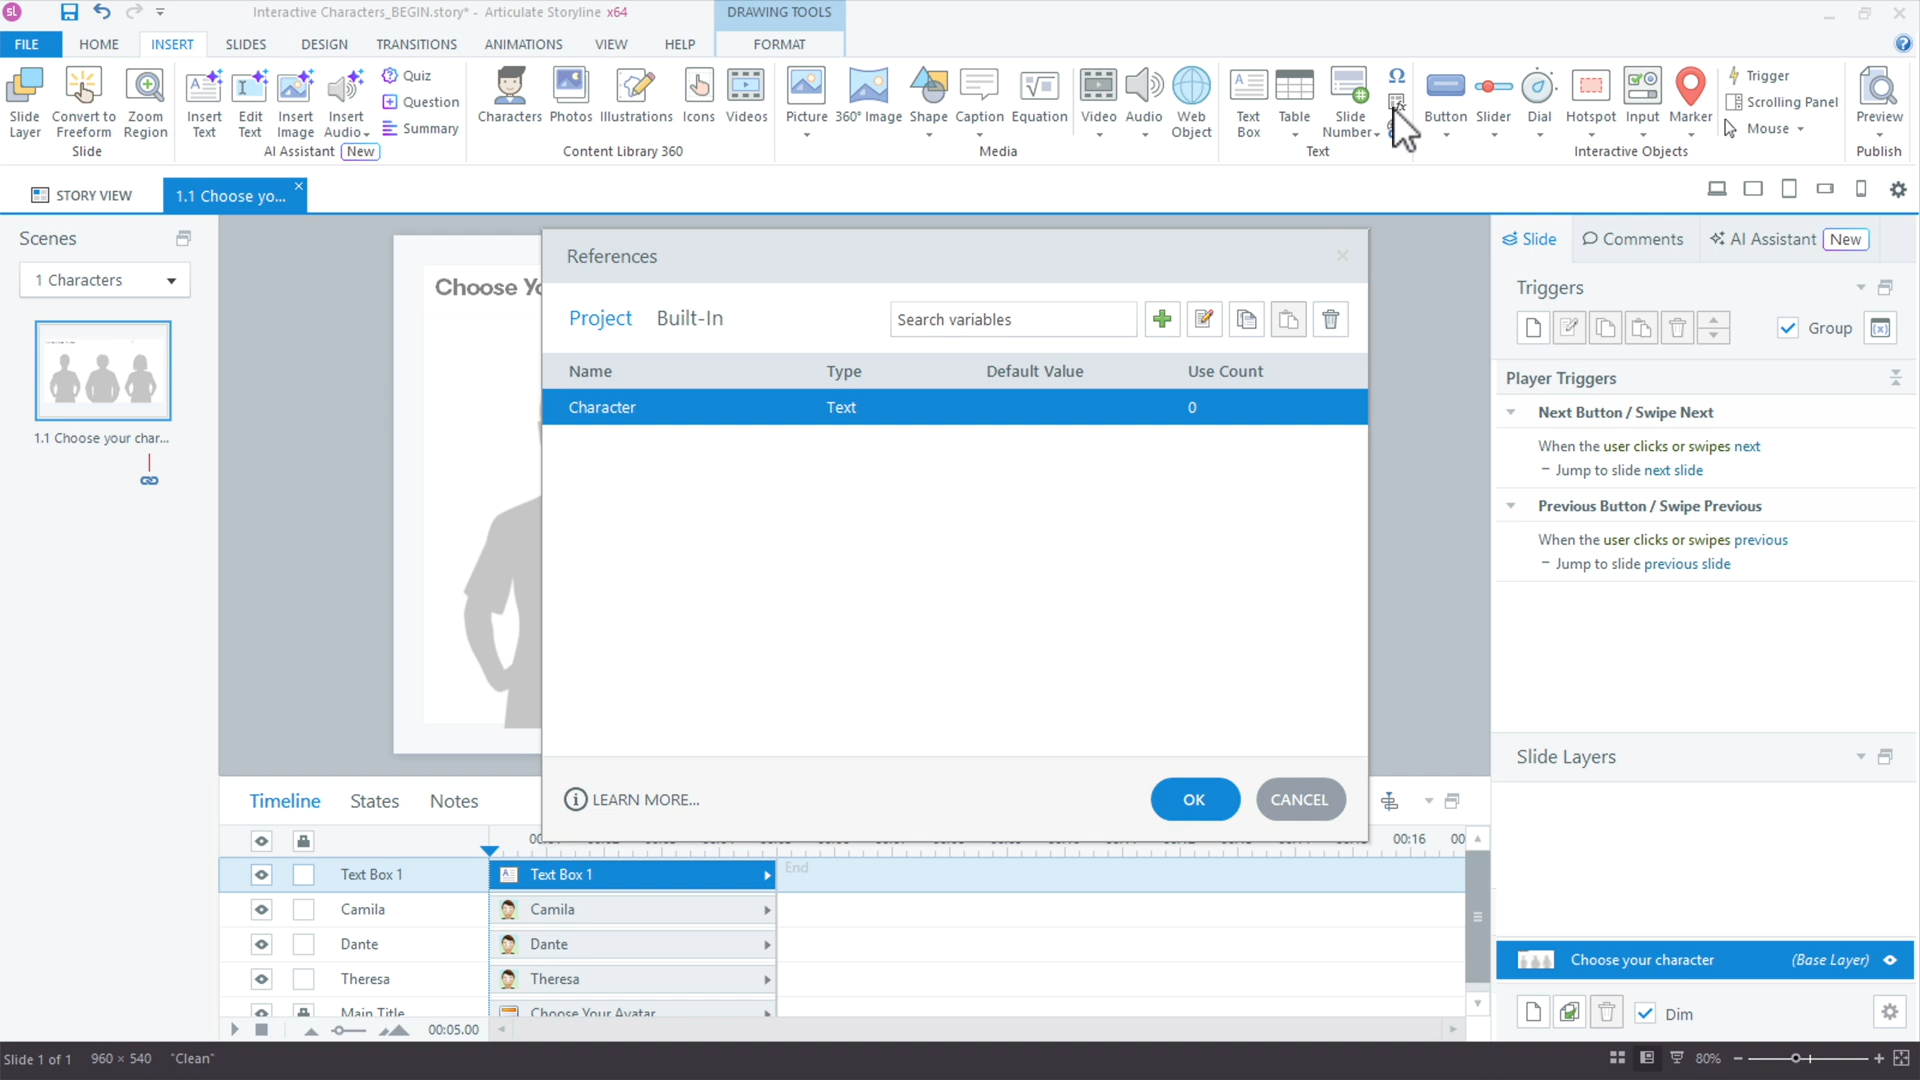 sl
Interactive Characters_BEGIN.story* - Articulate Storyline x64
DRAWING TOOLS
FILE
HOME
INSERT
SLIDES
DESIGN
TRANSITIONS
ANIMATIONS
VIEW
HELP
FORMAT
Slide Layer
Convert to Freeform
Zoom Region
Slide
Insert Text
Edit Text
Insert Image
Insert Audio
Quiz
Question
Summary
AI Assistant New
Characters
Photos
Illustrations
Icons
Videos
Content Library 360
Picture
360° Image
Shape
Caption
Equation
Video
Audio
Web Object
Media
Text Box
Table
Slide Number
Text
Button
Slider
Dial
Hotspot
Input
Marker
Trigger
Scrolling Panel
Mouse
Interactive Objects
Preview
Publish
STORY VIEW
1.1 Choose yo...
Scenes
1 Characters
1.1 Choose your char...
Choose Yo
References
Project
Built-In
Search variables
Name Type Default Value Use Count
Character Text 0
LEARN MORE...
OK
CANCEL
Slide
Comments
AI Assistant New
Triggers
Group
Player Triggers
Next Button / Swipe Next
When the user clicks or swipes next
- Jump to slide next slide
Previous Button / Swipe Previous
When the user clicks or swipes previous
- Jump to slide previous slide
Slide Layers
Choose your character (Base Layer)
Dim
Timeline
States
Notes
00:16
00
End
Text Box 1 Text Box 1
Camila Camila
Dante Dante
Theresa Theresa
Main Title Choose Your Avatar
00:05.00
Slide 1 of 1
960 × 540
"Clean"
80%